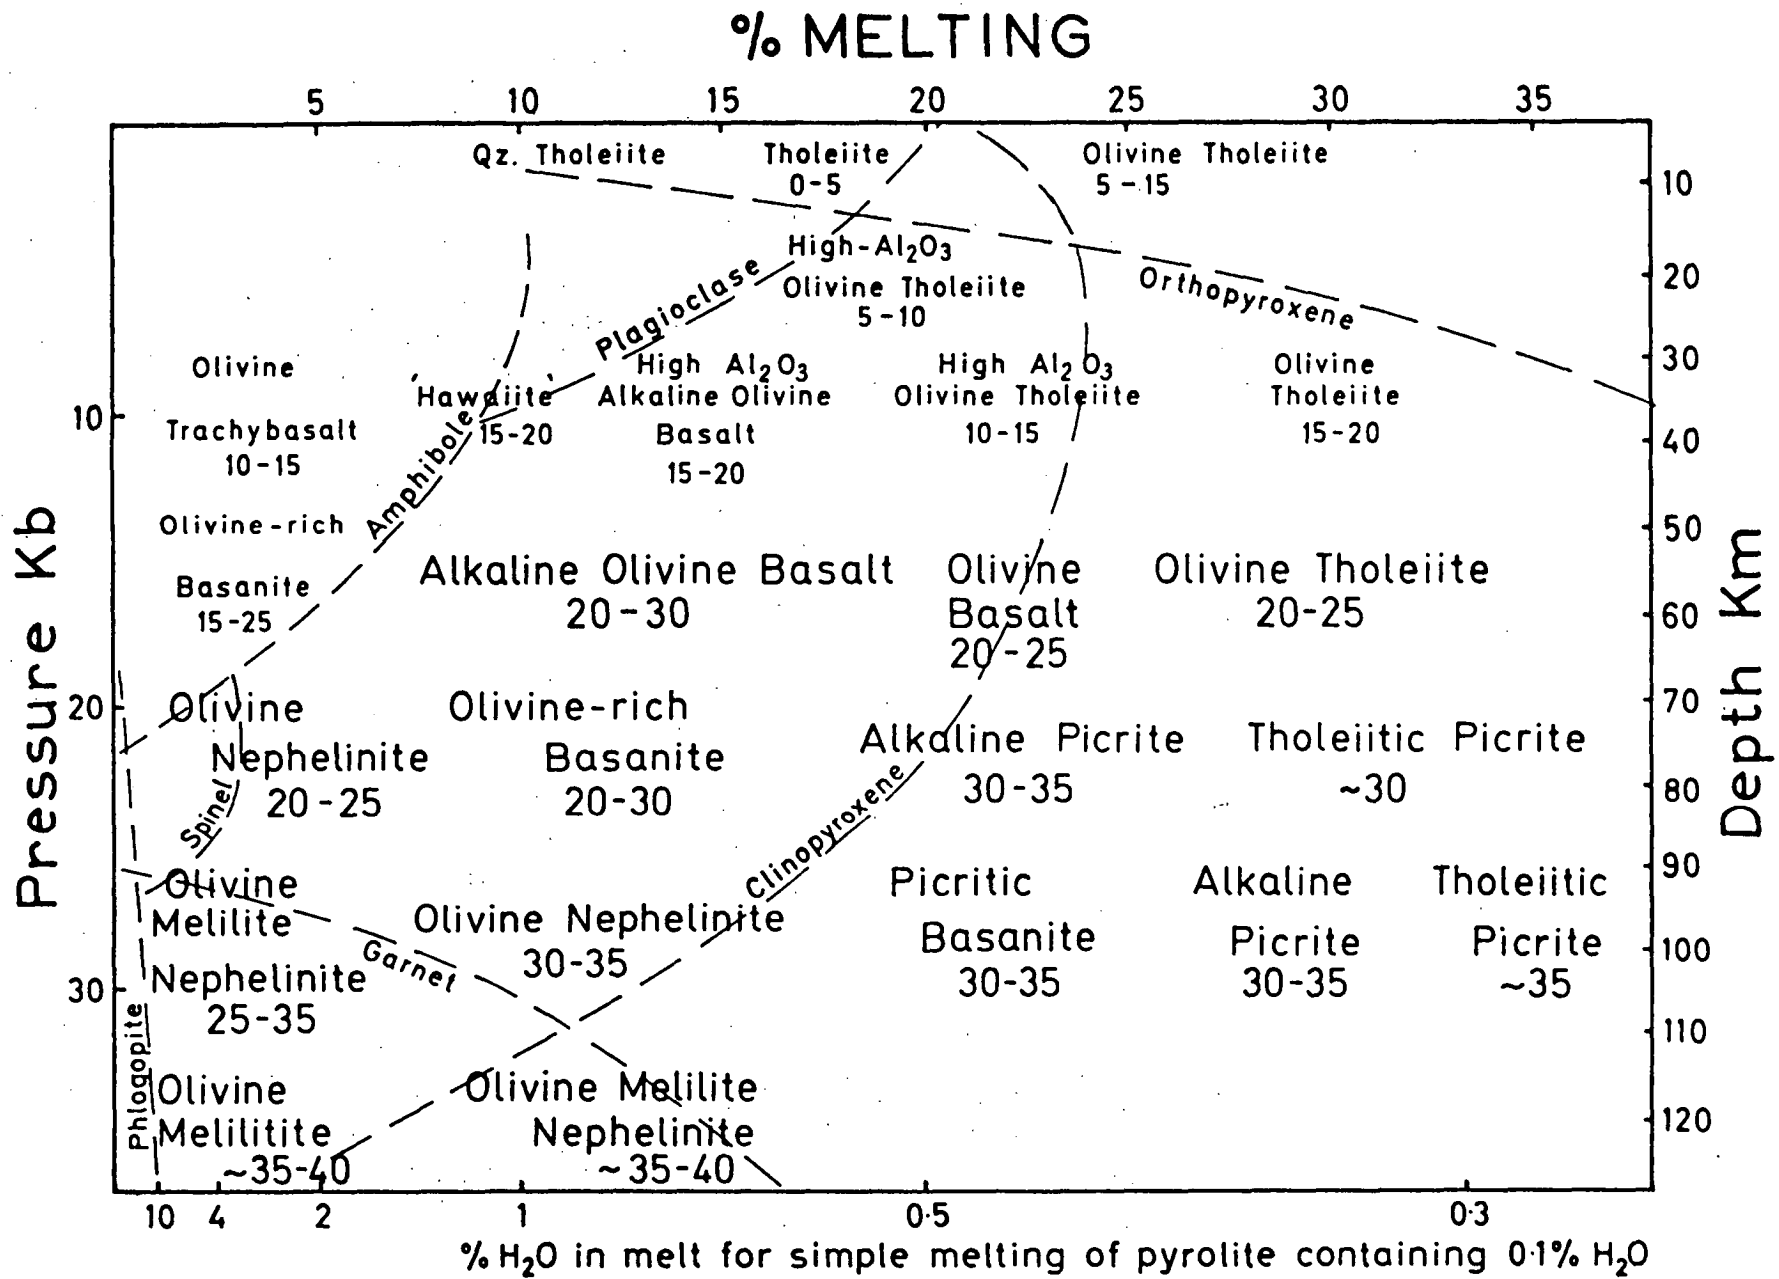 % MELTING
5 10 15 20 25 30 35
Qz. Tholeiite
Tholeiite
0-5
Olivine Tholeiite
5-15
10
High-Al2O3
Olivine Tholeiite
5-10
Plagioclase
Orthopyroxene
20
30
Olivine
Trachybasalt
10-15
'Hawaiite'
15-20
High Al2O3
Alkaline Olivine
Basalt
15-20
High Al2O3
Olivine Tholeiite
10-15
Olivine
Tholeiite
15-20
10
40
Amphibole
Olivine-rich
Basanite
15-25
50
Alkaline Olivine Basalt
20-30
Olivine
Basalt
20-25
Olivine Tholeiite
20-25
60
Pressure Kb
Depth Km
20
70
Olivine
Nephelinite
20-25
Olivine-rich
Basanite
20-30
Alkaline Picrite
30-35
Tholeiitic Picrite
~30
80
Spinel
Clinopyroxene
90
Olivine
Melilite
Nephelinite
25-35
Olivine Nephelinite
30-35
Garnet
Picritic
Basanite
30-35
Alkaline
Picrite
30-35
Tholeiitic
Picrite
~35
100
30
110
Phlogopite
Olivine
Melilitite
~35-40
Olivine Melilite
Nephelinite
~35-40
120
10 4 2 1 0·5 0·3
% H2O in melt for simple melting of pyrolite containing 0·1% H2O